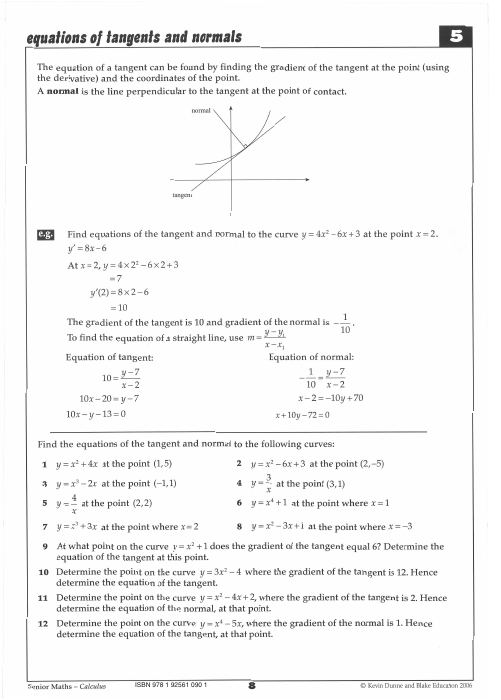 equations of tangents and normals
5
The equation of a tangent can be found by finding the gradient of the tangent at the point (using
the derivative) and the coordinates of the point.
A normal is the line perpendicular to the tangent at the point of contact.
normal
tangent
e.g. Find equations of the tangent and normal to the curve y = 4x² − 6x + 3 at the point x = 2.
y′ = 8x − 6
At x = 2, y = 4 × 2² − 6 × 2 + 3
= 7
y′(2) = 8 × 2 − 6
= 10
The gradient of the tangent is 10 and gradient of the normal is −1/10.
To find the equation of a straight line, use m = (y − y₁)/(x − x₁)
Equation of tangent:
10 = (y − 7)/(x − 2)
10x − 20 = y − 7
10x − y − 13 = 0
Equation of normal:
−1/10 = (y − 7)/(x − 2)
x − 2 = −10y + 70
x + 10y − 72 = 0
Find the equations of the tangent and normal to the following curves:
1 y = x² + 4x at the point (1,5)
2 y = x² − 6x + 3 at the point (2,−5)
3 y = x³ − 2x at the point (−1,1)
4 y = 3/x at the point (3,1)
5 y = 4/x at the point (2,2)
6 y = x⁴ + 1 at the point where x = 1
7 y = x³ + 3x at the point where x = 2
8 y = x² − 3x + 1 at the point where x = −3
9 At what point on the curve y = x² + 1 does the gradient of the tangent equal 6? Determine the
equation of the tangent at this point.
10 Determine the point on the curve y = 3x² − 4 where the gradient of the tangent is 12. Hence
determine the equation of the tangent.
11 Determine the point on the curve y = x² − 4x + 2, where the gradient of the tangent is 2. Hence
determine the equation of the normal, at that point.
12 Determine the point on the curve y = x⁴ − 5x, where the gradient of the normal is 1. Hence
determine the equation of the tangent, at that point.
Senior Maths – Calculus
ISBN 978 1 92561 090 1
8
© Kevin Dunne and Blake Education 2006